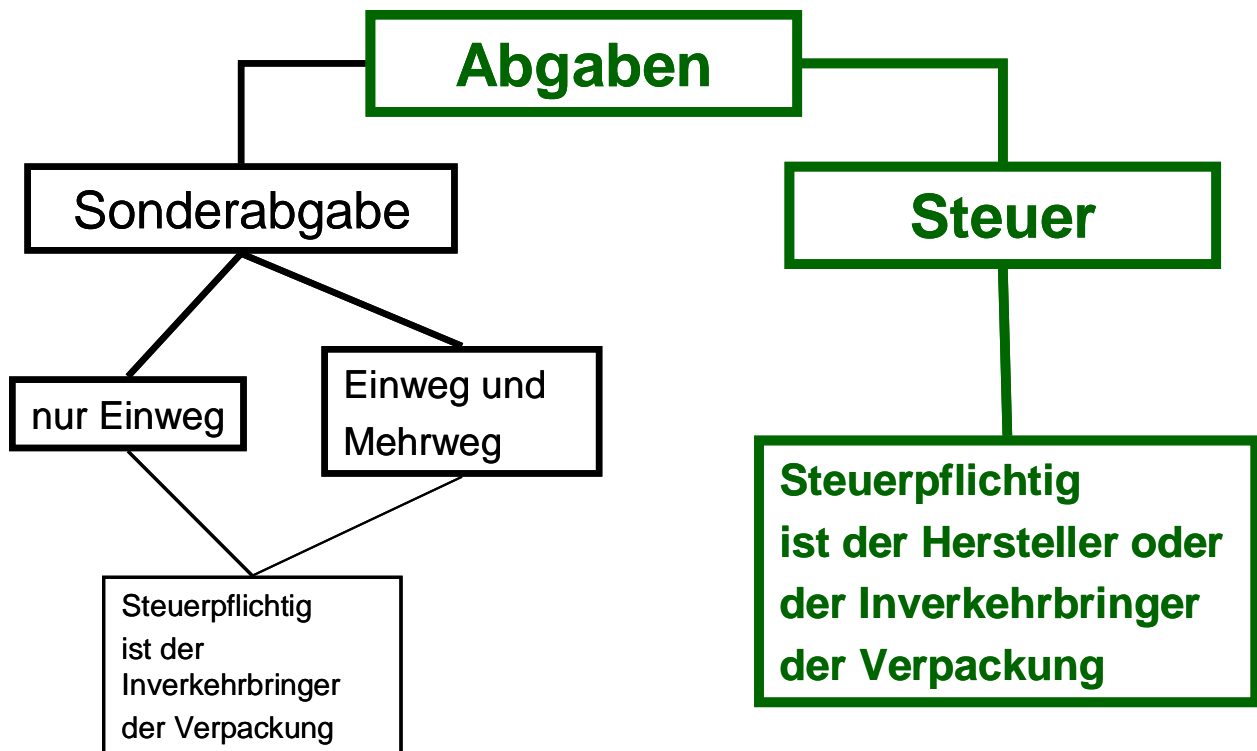 Abgaben
Sonderabgabe
Steuer
nur Einweg
Einweg und
Mehrweg
Steuerpflichtig
ist der
Inverkehrbringer
der Verpackung
Steuerpflichtig
ist der Hersteller oder
der Inverkehrbringer
der Verpackung